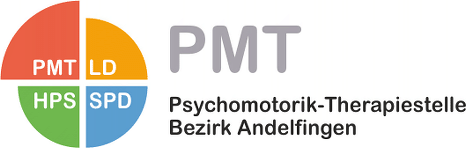 PMT LD
HPS SPD
PMT
Psychomotorik-Therapiestelle
Bezirk Andelfingen